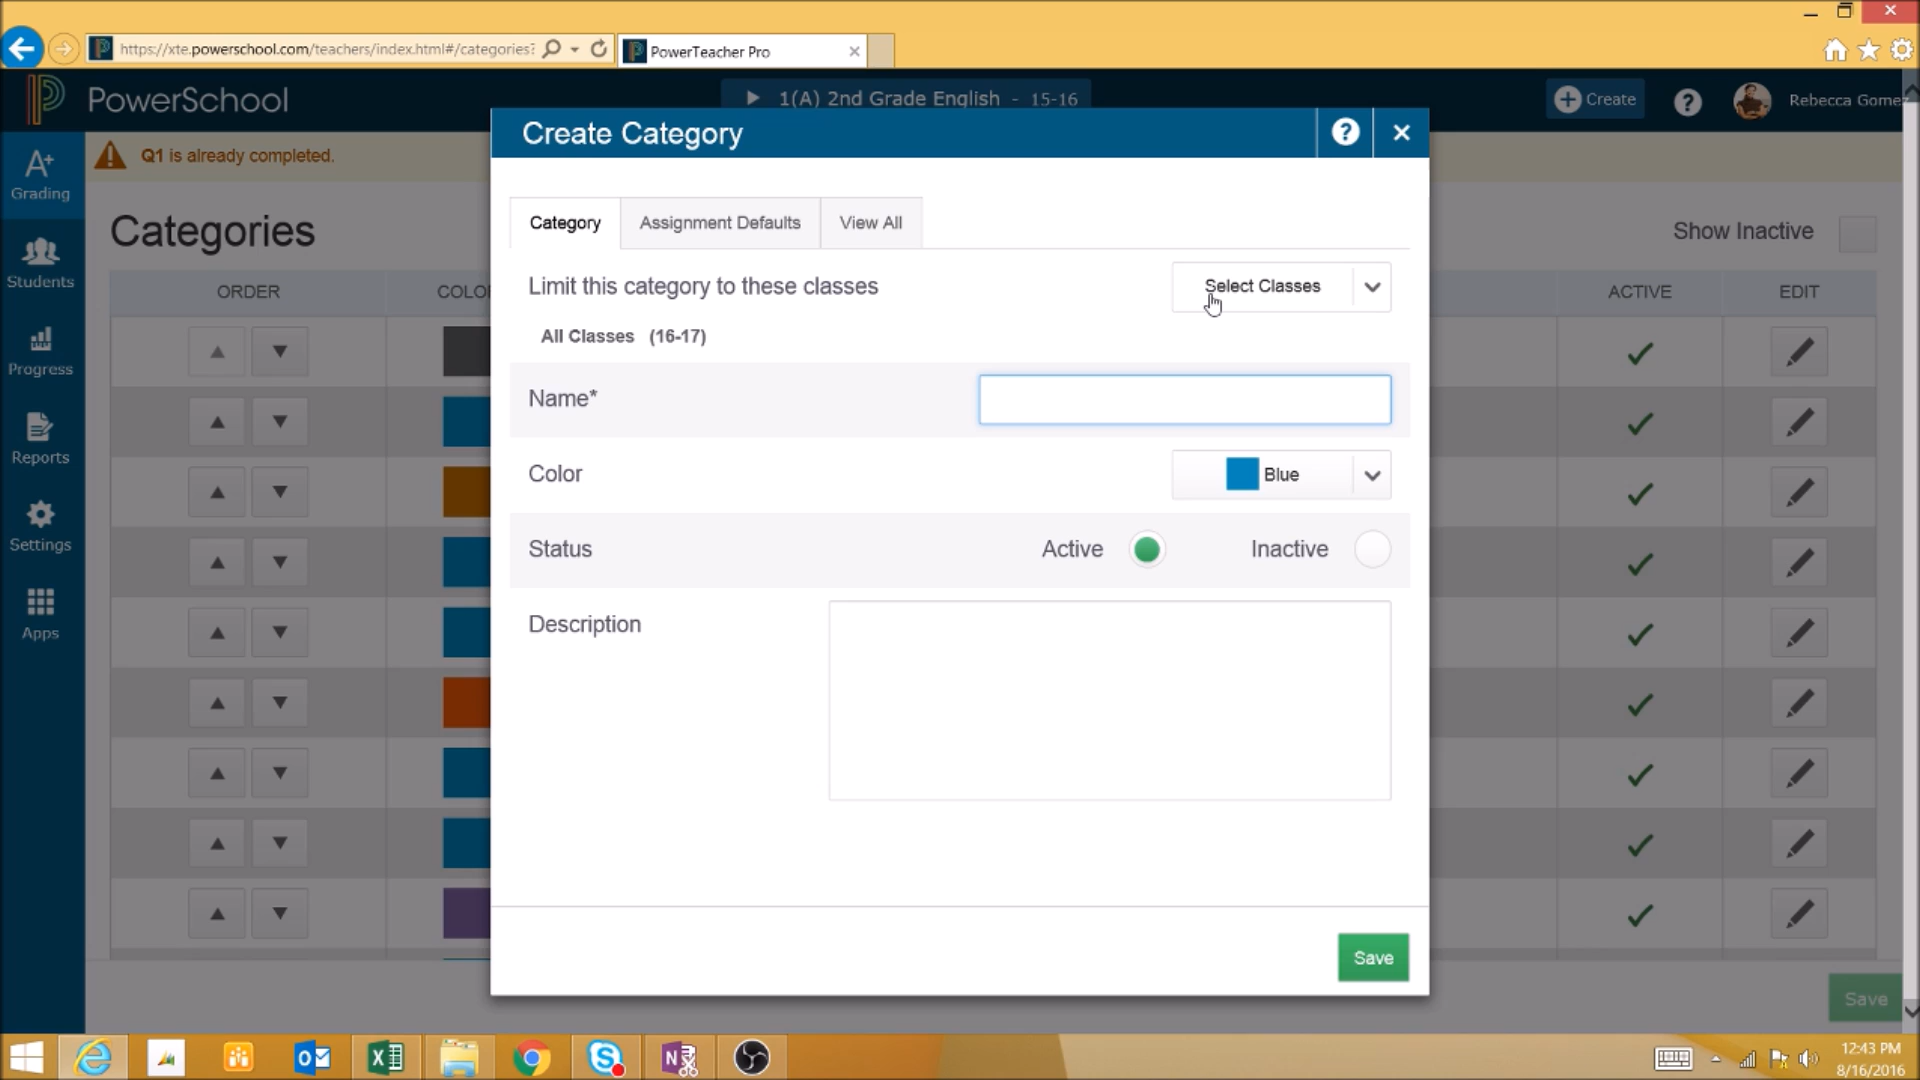 https://xte.powerschool.com/teachers/index.html#/categories?
PowerTeacher Pro
PowerSchool
1(A) 2nd Grade English - 15-16
Create
Rebecca Gomez
Create Category
Q1 is already completed.
Grading
Students
Progress
Reports
Settings
Apps
Categories
Show Inactive
ORDER
ACTIVE
EDIT
Category
Assignment Defaults
View All
Limit this category to these classes
Select Classes
All Classes (16-17)
Name*
Color
Blue
Status
Active
Inactive
Description
Save
Save
12:43 PM
8/16/2016